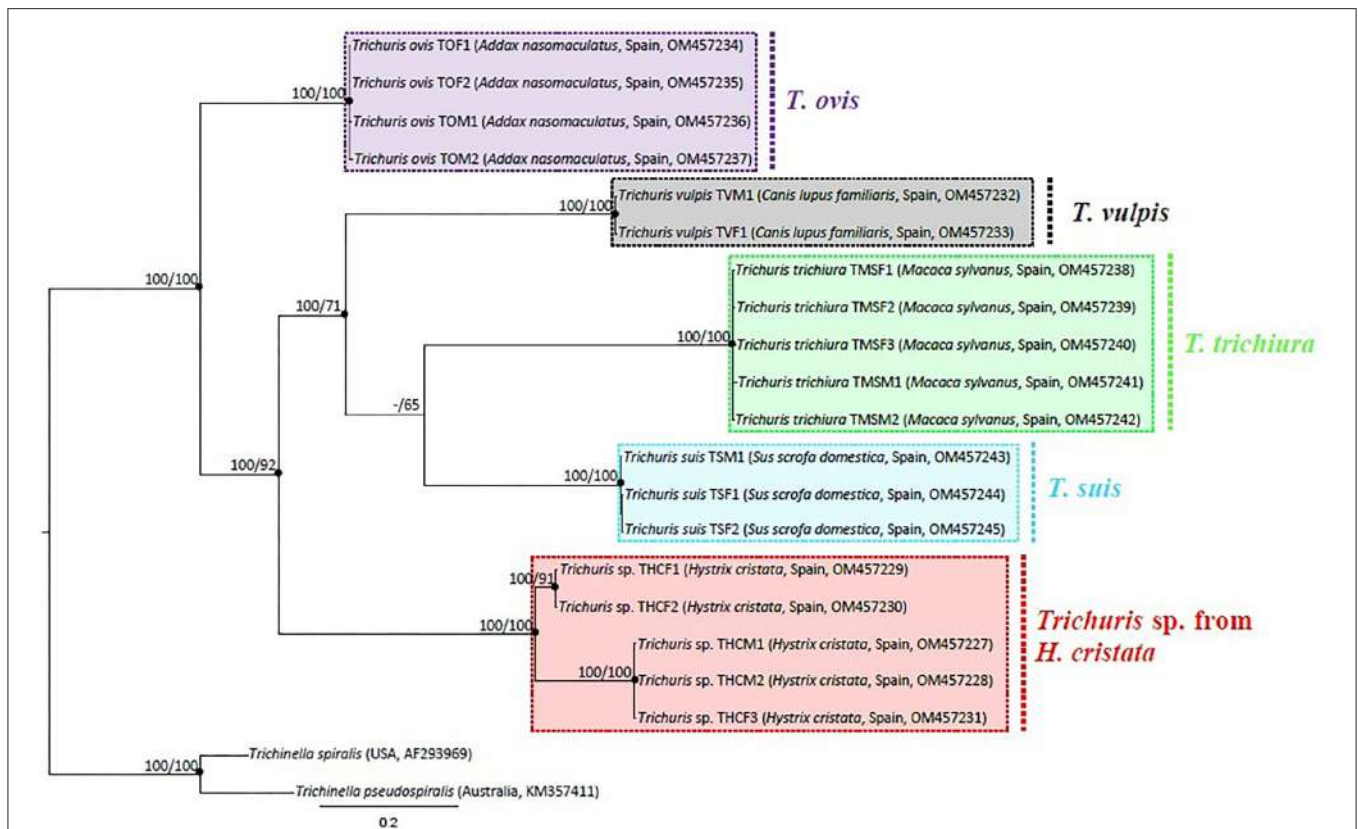 Trichuris ovis TOF1 (Addax nasomaculatus, Spain, OM457234)
Trichuris ovis TOF2 (Addax nasomaculatus, Spain, OM457235)
100/100
T. ovis
Trichuris ovis TOM1 (Addax nasomaculatus, Spain, OM457236)
Trichuris ovis TOM2 (Addax nasomaculatus, Spain, OM457237)
Trichuris vulpis TVM1 (Canis lupus familiaris, Spain, OM457232)
100/100
T. vulpis
Trichuris vulpis TVF1 (Canis lupus familiaris, Spain, OM457233)
Trichuris trichiura TMSF1 (Macaca sylvanus, Spain, OM457238)
100/100
100/71
Trichuris trichiura TMSF2 (Macaca sylvanus, Spain, OM457239)
100/100
Trichuris trichiura TMSF3 (Macaca sylvanus, Spain, OM457240)
T. trichiura
Trichuris trichiura TMSM1 (Macaca sylvanus, Spain, OM457241)
-/65
Trichuris trichiura TMSM2 (Macaca sylvanus, Spain, OM457242)
Trichuris suis TSM1 (Sus scrofa domestica, Spain, OM457243)
100/92
100/100
T. suis
Trichuris suis TSF1 (Sus scrofa domestica, Spain, OM457244)
Trichuris suis TSF2 (Sus scrofa domestica, Spain, OM457245)
Trichuris sp. THCF1 (Hystrix cristata, Spain, OM457229)
100/91
Trichuris sp. THCF2 (Hystrix cristata, Spain, OM457230)
100/100
Trichuris sp. from
H. cristata
Trichuris sp. THCM1 (Hystrix cristata, Spain, OM457227)
100/100
Trichuris sp. THCM2 (Hystrix cristata, Spain, OM457228)
Trichuris sp. THCF3 (Hystrix cristata, Spain, OM457231)
Trichinella spiralis (USA, AF293969)
100/100
Trichinella pseudospiralis (Australia, KM357411)
0.2